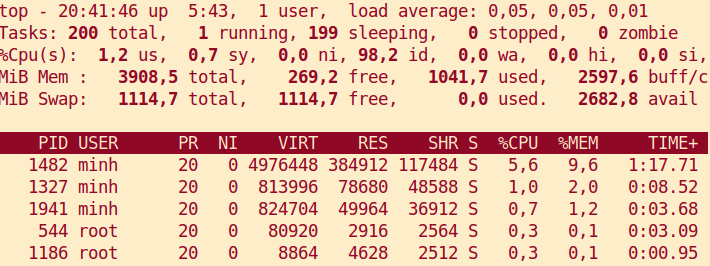 top - 20:41:46 up  5:43,  1 user,  load average: 0,05, 0,05, 0,01
Tasks: 200 total,   1 running, 199 sleeping,   0 stopped,   0 zombie
%Cpu(s):  1,2 us,  0,7 sy,  0,0 ni, 98,2 id,  0,0 wa,  0,0 hi,  0,0 si,
MiB Mem :   3908,5 total,    269,2 free,   1041,7 used,   2597,6 buff/c
MiB Swap:   1114,7 total,   1114,7 free,      0,0 used.   2682,8 avail
PID USER      PR  NI    VIRT    RES    SHR S  %CPU  %MEM     TIME+
1482 minh      20   0 4976448 384912 117484 S   5,6   9,6   1:17.71
1327 minh      20   0  813996  78680  48588 S   1,0   2,0   0:08.52
1941 minh      20   0  824704  49964  36912 S   0,7   1,2   0:03.68
544 root      20   0   80920   2916   2564 S   0,3   0,1   0:03.09
1186 root      20   0    8864   4628   2512 S   0,3   0,1   0:00.95